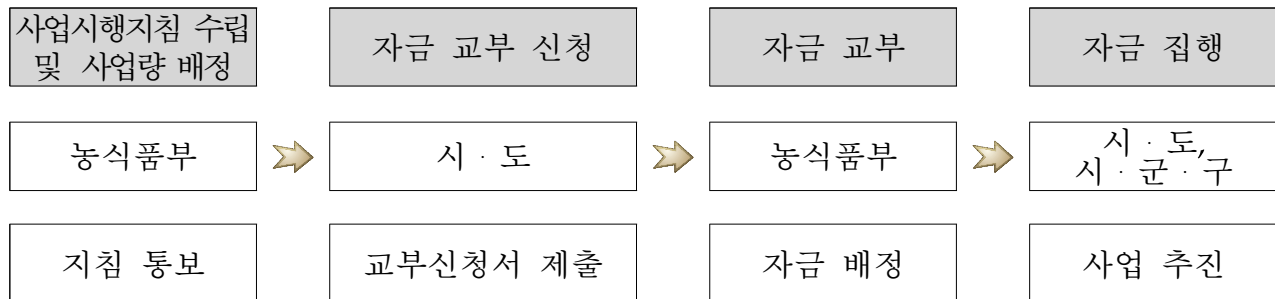 사업시행지침 수립
및 사업량 배정
자금 교부 신청
자금 교부
자금 집행
농식품부
시 · 도
농식품부
시 · 도,
시 · 군 · 구
지침 통보
교부신청서 제출
자금 배정
사업 추진